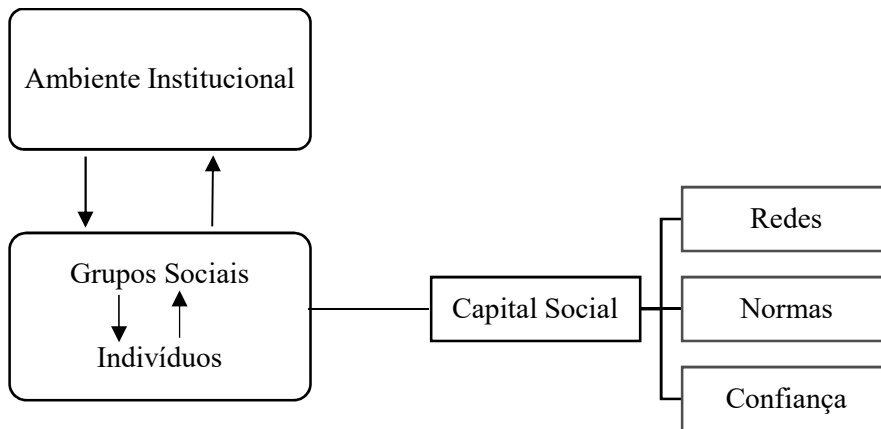 Ambiente Institucional
Grupos Sociais
Indivíduos
Capital Social
Redes
Normas
Confiança